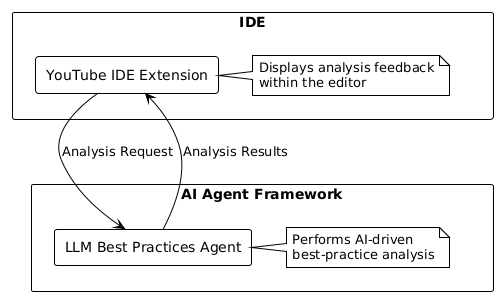 IDE
YouTube IDE Extension
Displays analysis feedback
within the editor
Analysis Request
Analysis Results
AI Agent Framework
LLM Best Practices Agent
Performs AI-driven
best-practice analysis